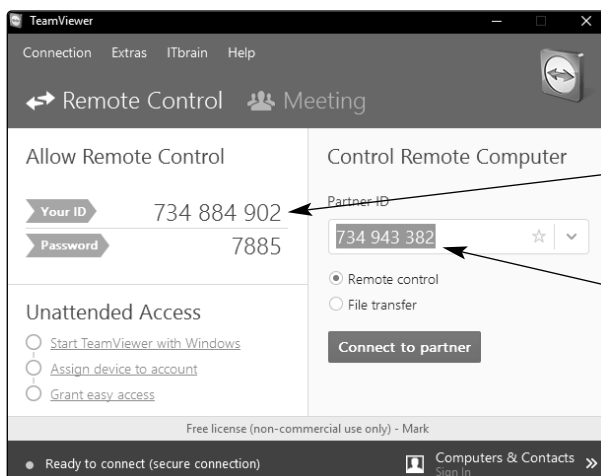 TeamViewer
Connection Extras ITbrain Help
Remote Control Meeting
Allow Remote Control
Your ID 734 884 902
Password 7885
Unattended Access
Start TeamViewer with Windows
Assign device to account
Grant easy access
Control Remote Computer
Partner ID
734 943 382
Remote control
File transfer
Connect to partner
Free license (non-commercial use only) - Mark
Ready to connect (secure connection)
Computers & Contacts
Sign In